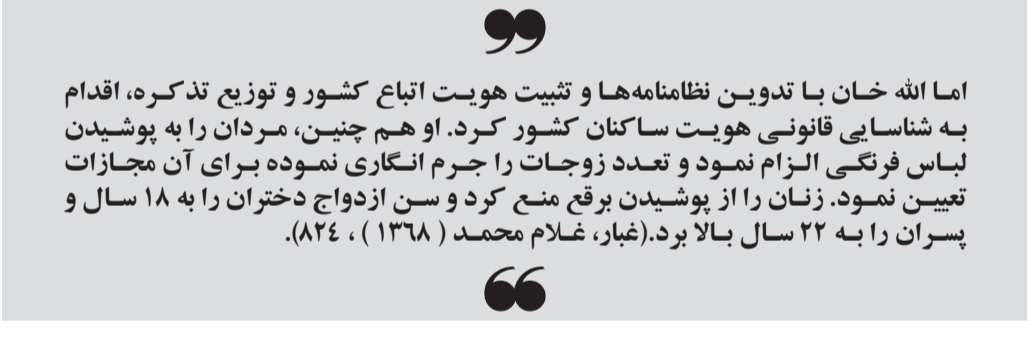 اما الله خان با تدوین نظامنامه‌ها و تثبیت هویت اتباع کشور و توزیع تذکره، اقدام
به شناسایی قانونی هویت ساکنان کشور کرد. او هم چنین، مردان را به پوشیدن
لباس فرنگی الزام نمود و تعدد زوجات را جرم انگاری نموده برای آن مجازات
تعیین نمود. زنان را از پوشیدن برقع منع کرد و سن ازدواج دختران را به ۱۸ سال و
پسران را به ۲۲ سال بالا برد.(غبار، غلام محمد ( ۱۳٦۸ ) ، ۸۲٤).